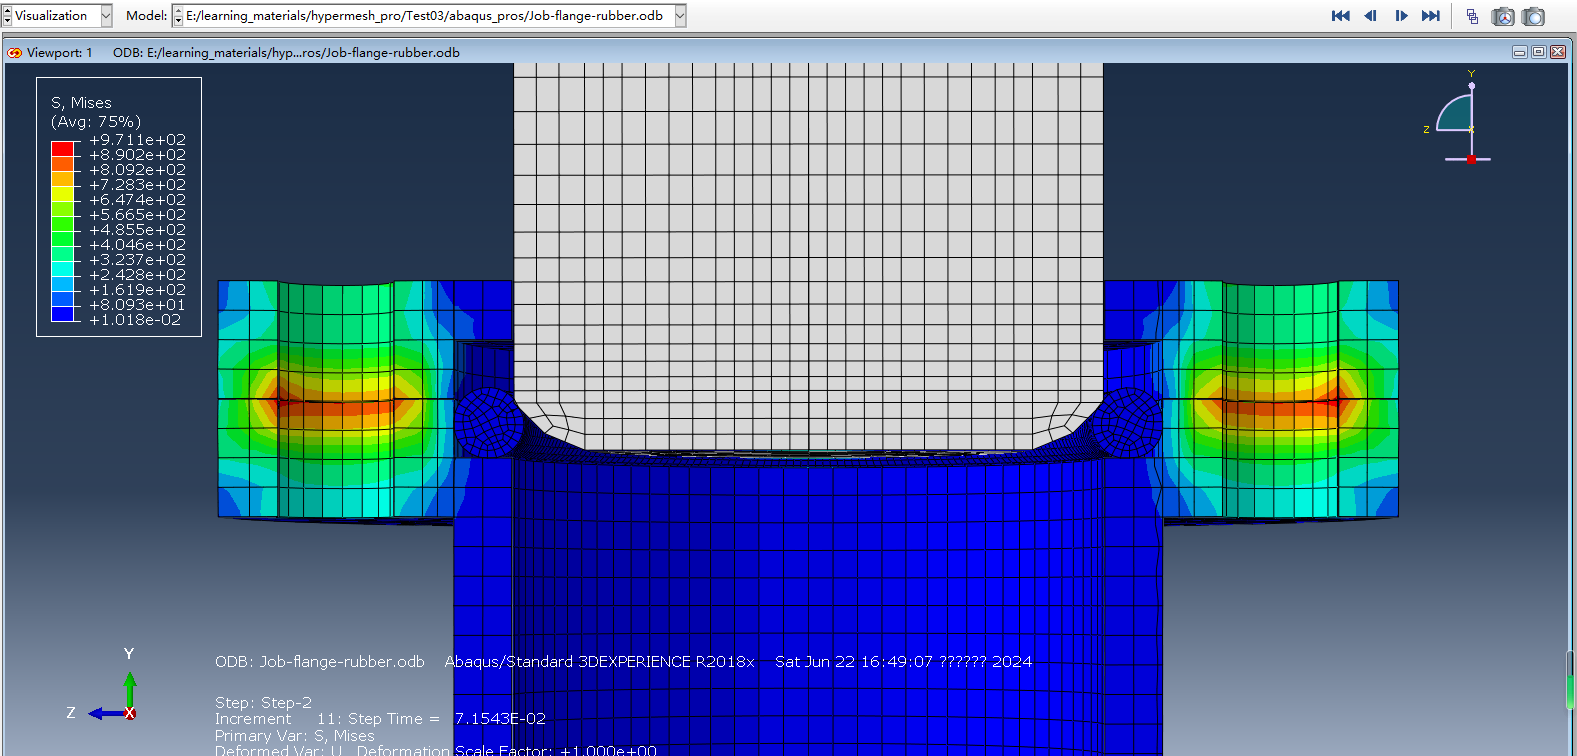 Visualization Model: E:/learning_materials/hypermesh_pro/Test03/abaqus_pros/Job-flange-rubber.odb
Viewport: 1 ODB: E:/learning_materials/hyp...ros/Job-flange-rubber.odb
S, Mises
(Avg: 75%)
+9.711e+02
+8.902e+02
+8.092e+02
+7.283e+02
+6.474e+02
+5.665e+02
+4.855e+02
+4.046e+02
+3.237e+02
+2.428e+02
+1.619e+02
+8.093e+01
+1.018e-02
Y
Z
X
Y
Z
X
ODB: Job-flange-rubber.odb Abaqus/Standard 3DEXPERIENCE R2018x Sat Jun 22 16:49:07 ?????? 2024
Step: Step-2
Increment 11: Step Time = 7.1543E-02
Primary Var: S, Mises
Deformed Var: U Deformation Scale Factor: +1.000e+00